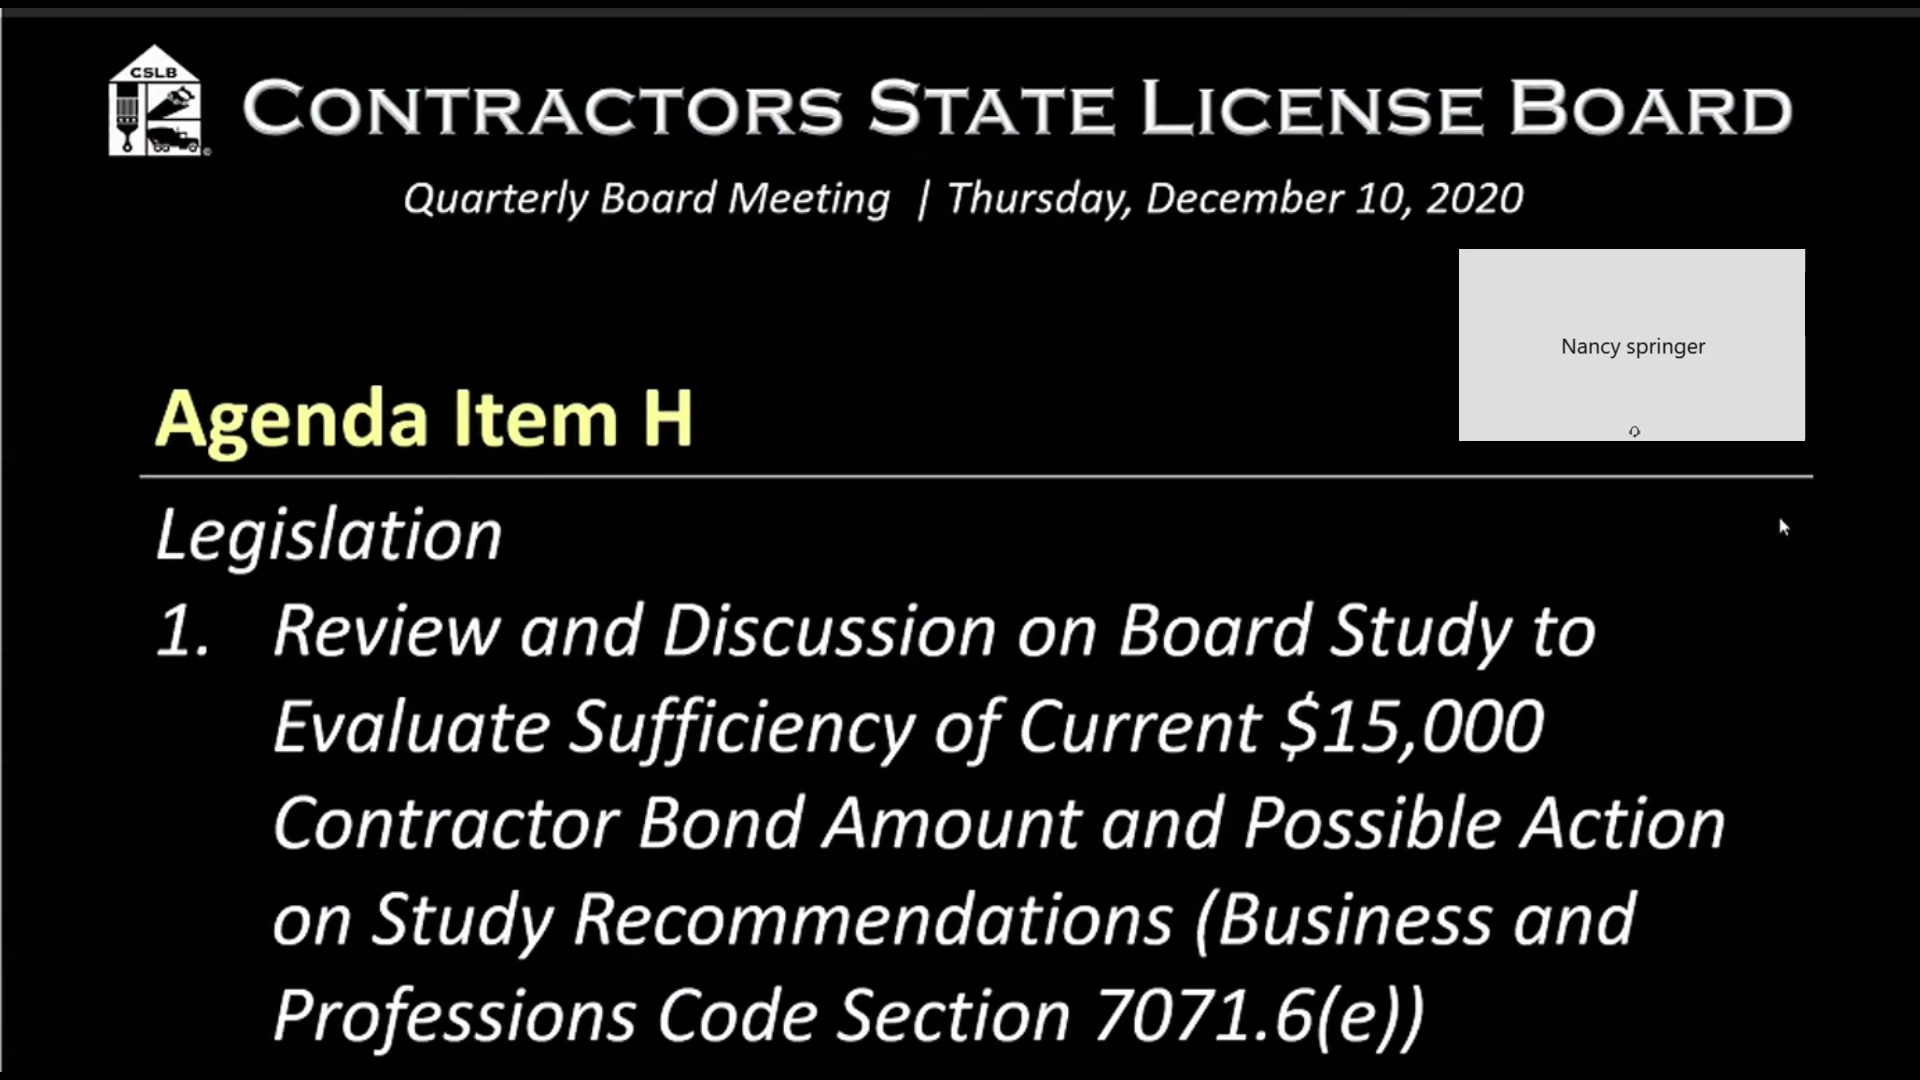 CSLB
CONTRACTORS STATE LICENSE BOARD
Quarterly Board Meeting | Thursday, December 10, 2020
Nancy springer
Agenda Item H
Legislation
1. Review and Discussion on Board Study to
Evaluate Sufficiency of Current $15,000
Contractor Bond Amount and Possible Action
on Study Recommendations (Business and
Professions Code Section 7071.6(e))